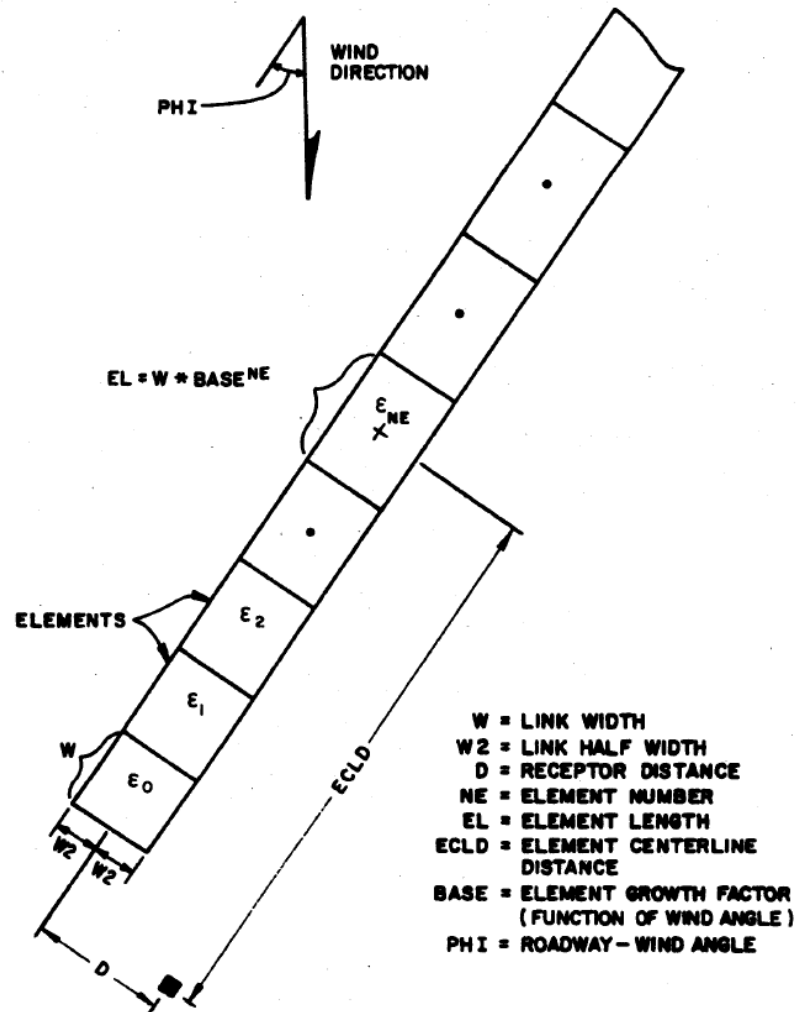 WIND
DIRECTION
PHI
EL = W * BASE^NE
ε NE
ELEMENTS
ε2
ε1
W
ε0
W2
W2
D
ECLD
W = LINK WIDTH
W2 = LINK HALF WIDTH
D = RECEPTOR DISTANCE
NE = ELEMENT NUMBER
EL = ELEMENT LENGTH
ECLD = ELEMENT CENTERLINE
DISTANCE
BASE = ELEMENT GROWTH FACTOR
(FUNCTION OF WIND ANGLE)
PHI = ROADWAY-WIND ANGLE